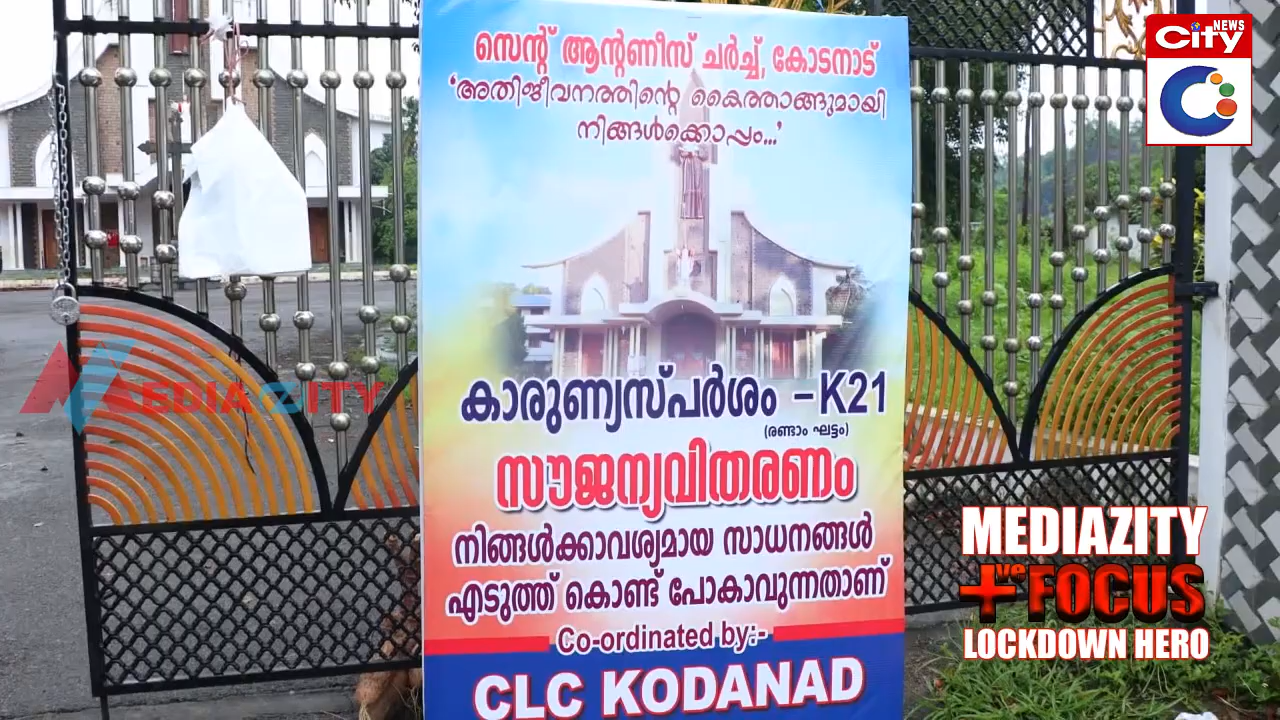 സെന്റ് ആന്റണീസ് ചർച്ച്, കോടനാട്
'അതിജീവനത്തിന്റെ കൈത്താങ്ങുമായി
നിങ്ങൾക്കൊപ്പം...'
കാരുണ്യസ്പർശം – K21
(രണ്ടാം ഘട്ടം)
സൗജന്യവിതരണം
നിങ്ങൾക്കാവശ്യമായ സാധനങ്ങൾ
എടുത്ത് കൊണ്ട് പോകാവുന്നതാണ്
Co-ordinated by:-
CLC KODANAD
NEWS
City
MEDIAZITY
MEDIAZITY
+ve FOCUS
LOCKDOWN HERO